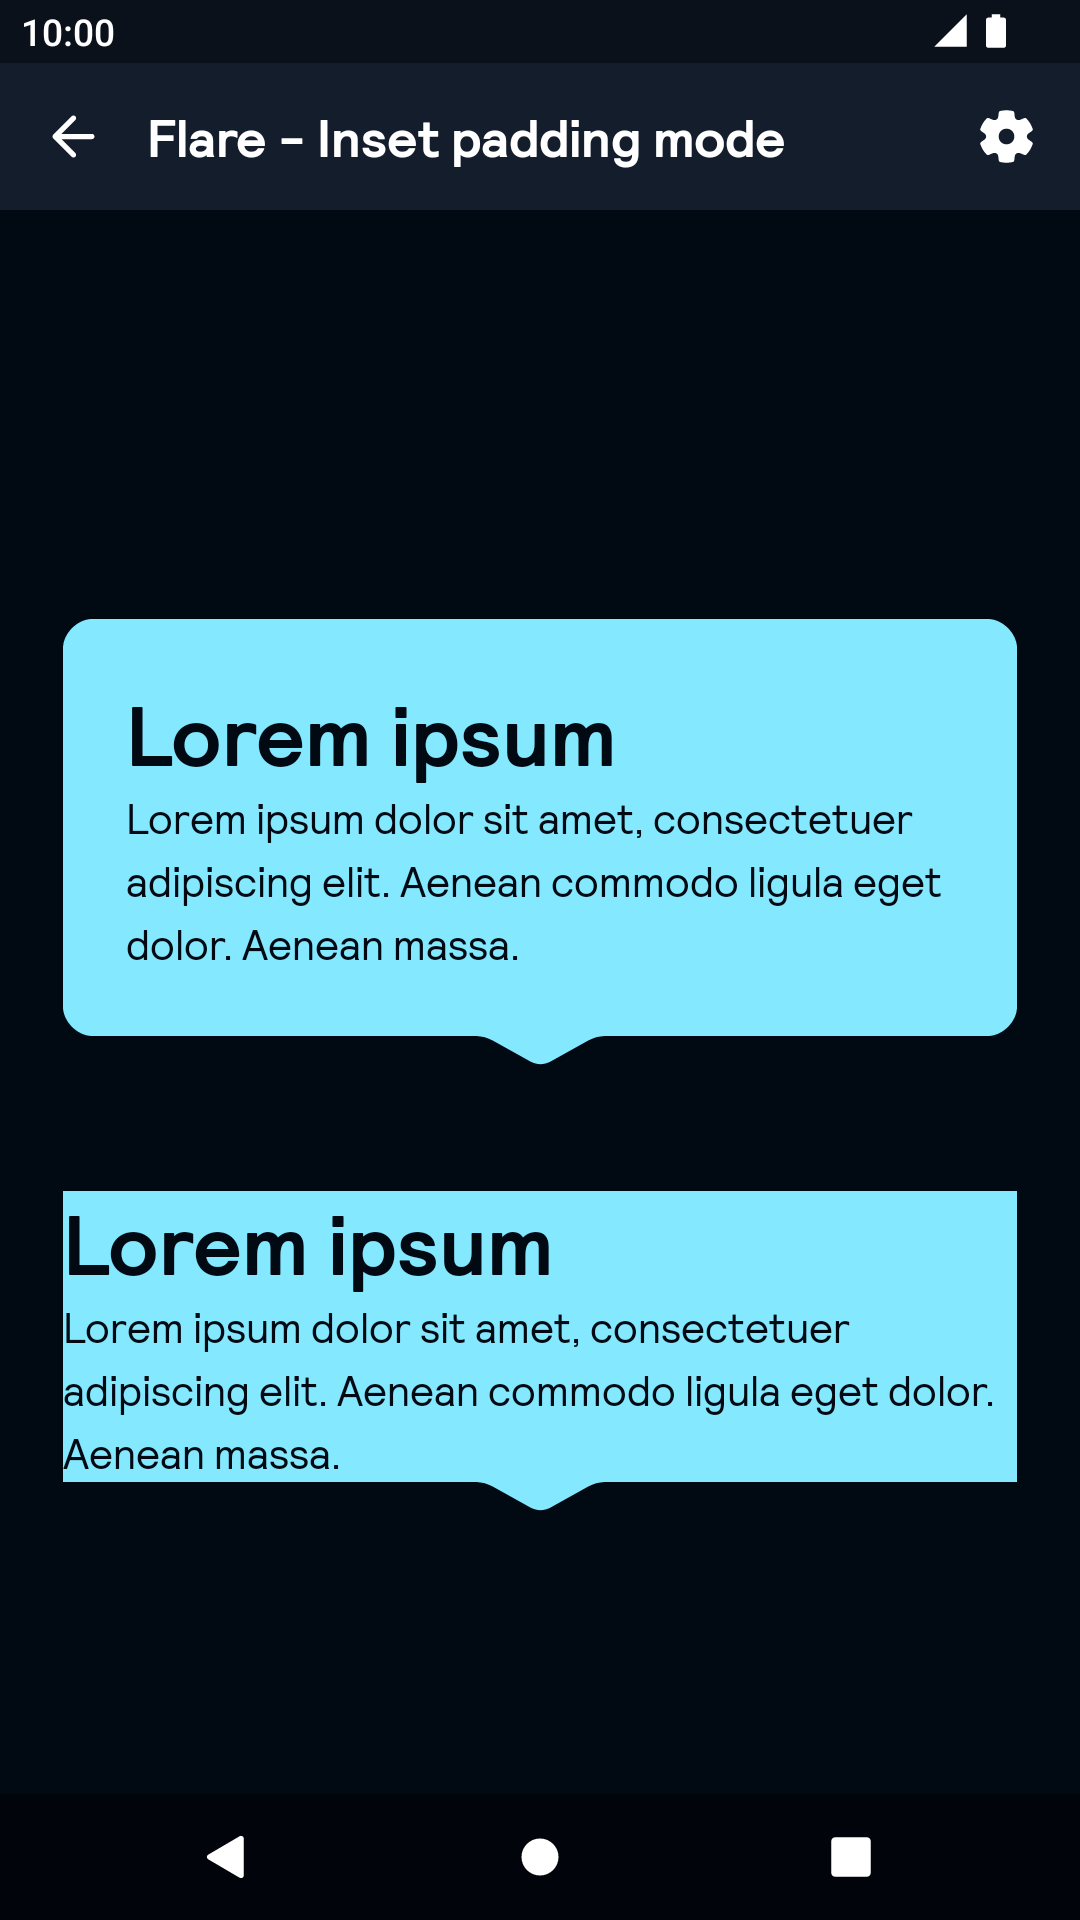 10:00
Flare - Inset padding mode
Lorem ipsum
Lorem ipsum dolor sit amet, consectetuer
adipiscing elit. Aenean commodo ligula eget
dolor. Aenean massa.
Lorem ipsum
Lorem ipsum dolor sit amet, consectetuer
adipiscing elit. Aenean commodo ligula eget dolor.
Aenean massa.